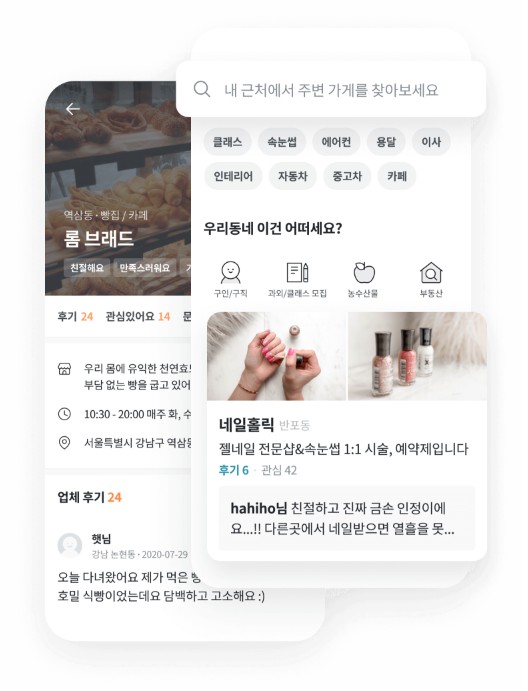 내 근처에서 주변 가게를 찾아보세요
클래스 속눈썹 에어컨 용달 이사
인테리어 자동차 중고차 카페
우리동네 이건 어떠세요?
구인/구직 과외/클래스 모집 농수산물 부동산
네일홀릭 반포동
젤네일 전문샵&속눈썹 1:1 시술, 예약제입니다
후기 6 · 관심 42
hahiho님 친절하고 진짜 금손 인정이에
요...!! 다른곳에서 네일받으면 열흘을 못...
역삼동 · 빵집 / 카페
롬 브래드
친절해요 만족스러워요
후기 24 관심있어요 14
우리 몸에 유익한 천연효
부담 없는 빵을 굽고 있어
10:30 - 20:00 매주 화, 수
서울특별시 강남구 역삼동
업체 후기 24
햇님
강남 논현동 · 2020-07-29
오늘 다녀왔어요 제가 먹은 빵
호밀 식빵이었는데요 담백하고 고소해요 :)